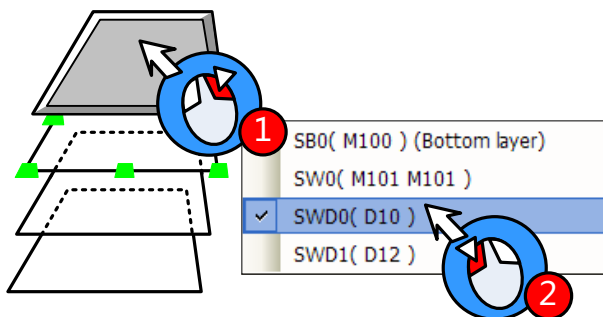 1
SB0( M100 ) (Bottom layer)
SW0( M101 M101 )
SWD0( D10 )
SWD1( D12 )
2